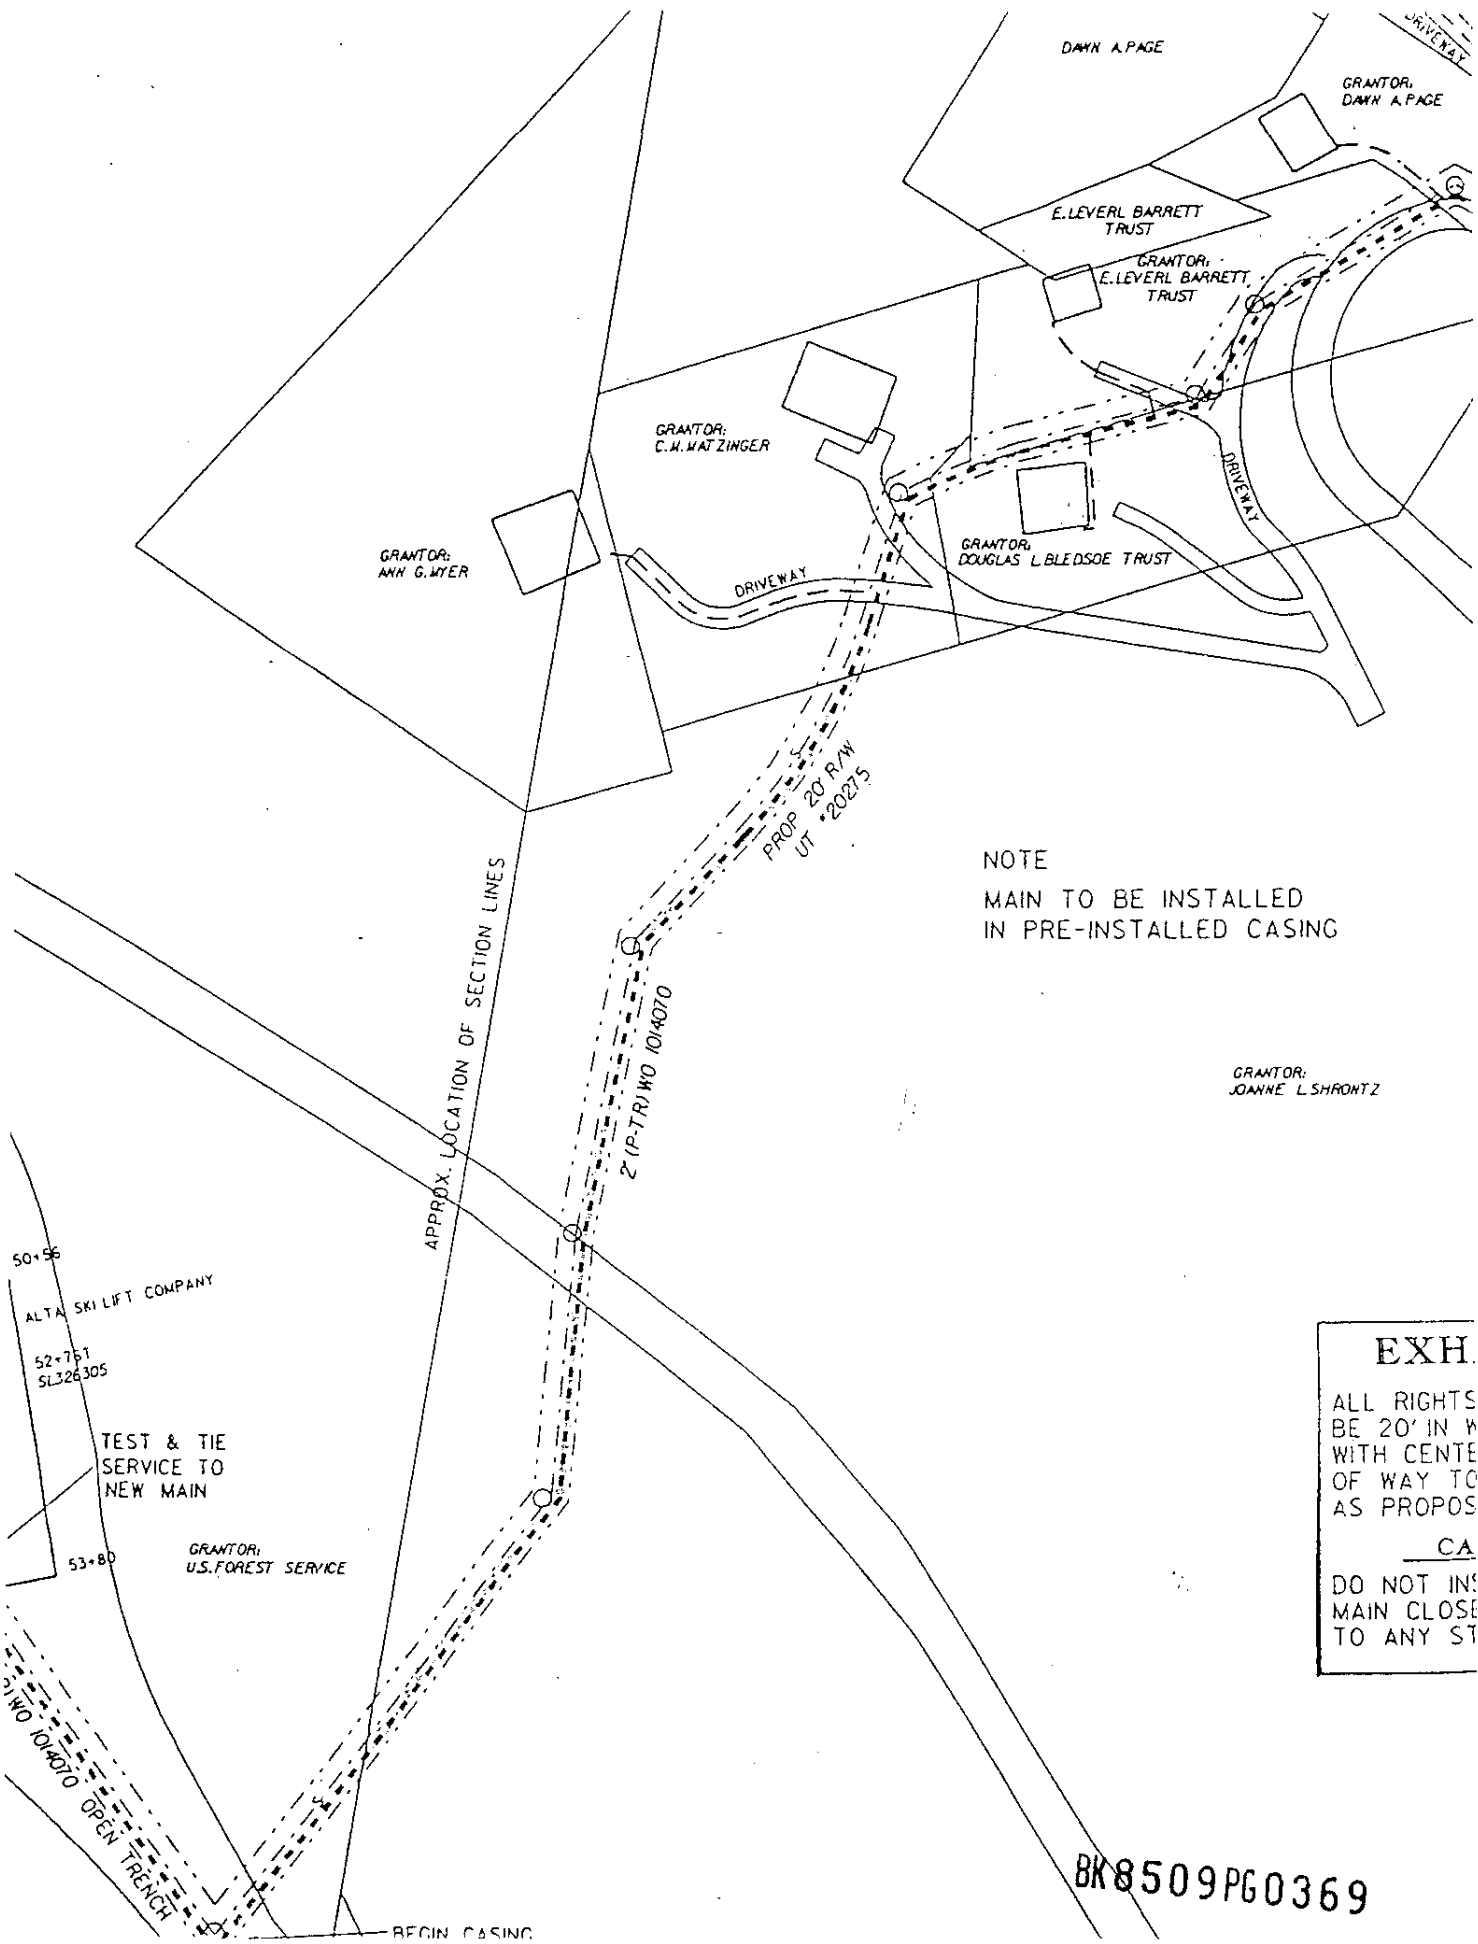 DAWN A. PAGE
DRIVEWAY
GRANTOR:
DAWN A. PAGE
E. LEVERL BARRETT
TRUST
GRANTOR:
E. LEVERL BARRETT
TRUST
GRANTOR:
C. M. MATZINGER
DRIVEWAY
GRANTOR:
ANN G. MYER
DRIVEWAY
GRANTOR:
DOUGLAS L BLEDSOE TRUST
PROP 20' R/W
UT #20275
NOTE
MAIN TO BE INSTALLED
IN PRE-INSTALLED CASING
APPROX. LOCATION OF SECTION LINES
2" (P-TR) WO 1014070
GRANTOR:
JOANNE L SHRONTZ
50+56
ALTA SKI LIFT COMPANY
SL326305
TEST & TIE
SERVICE TO
NEW MAIN
53+80
GRANTOR:
U.S. FOREST SERVICE
EXH
ALL RIGHTS
BE 20' IN W
WITH CENTE
OF WAY TO
AS PROPOS
CA
DO NOT INS
MAIN CLOSE
TO ANY ST
WO 1014070 OPEN TRENCH
BEGIN CASING
BK8509PG0369